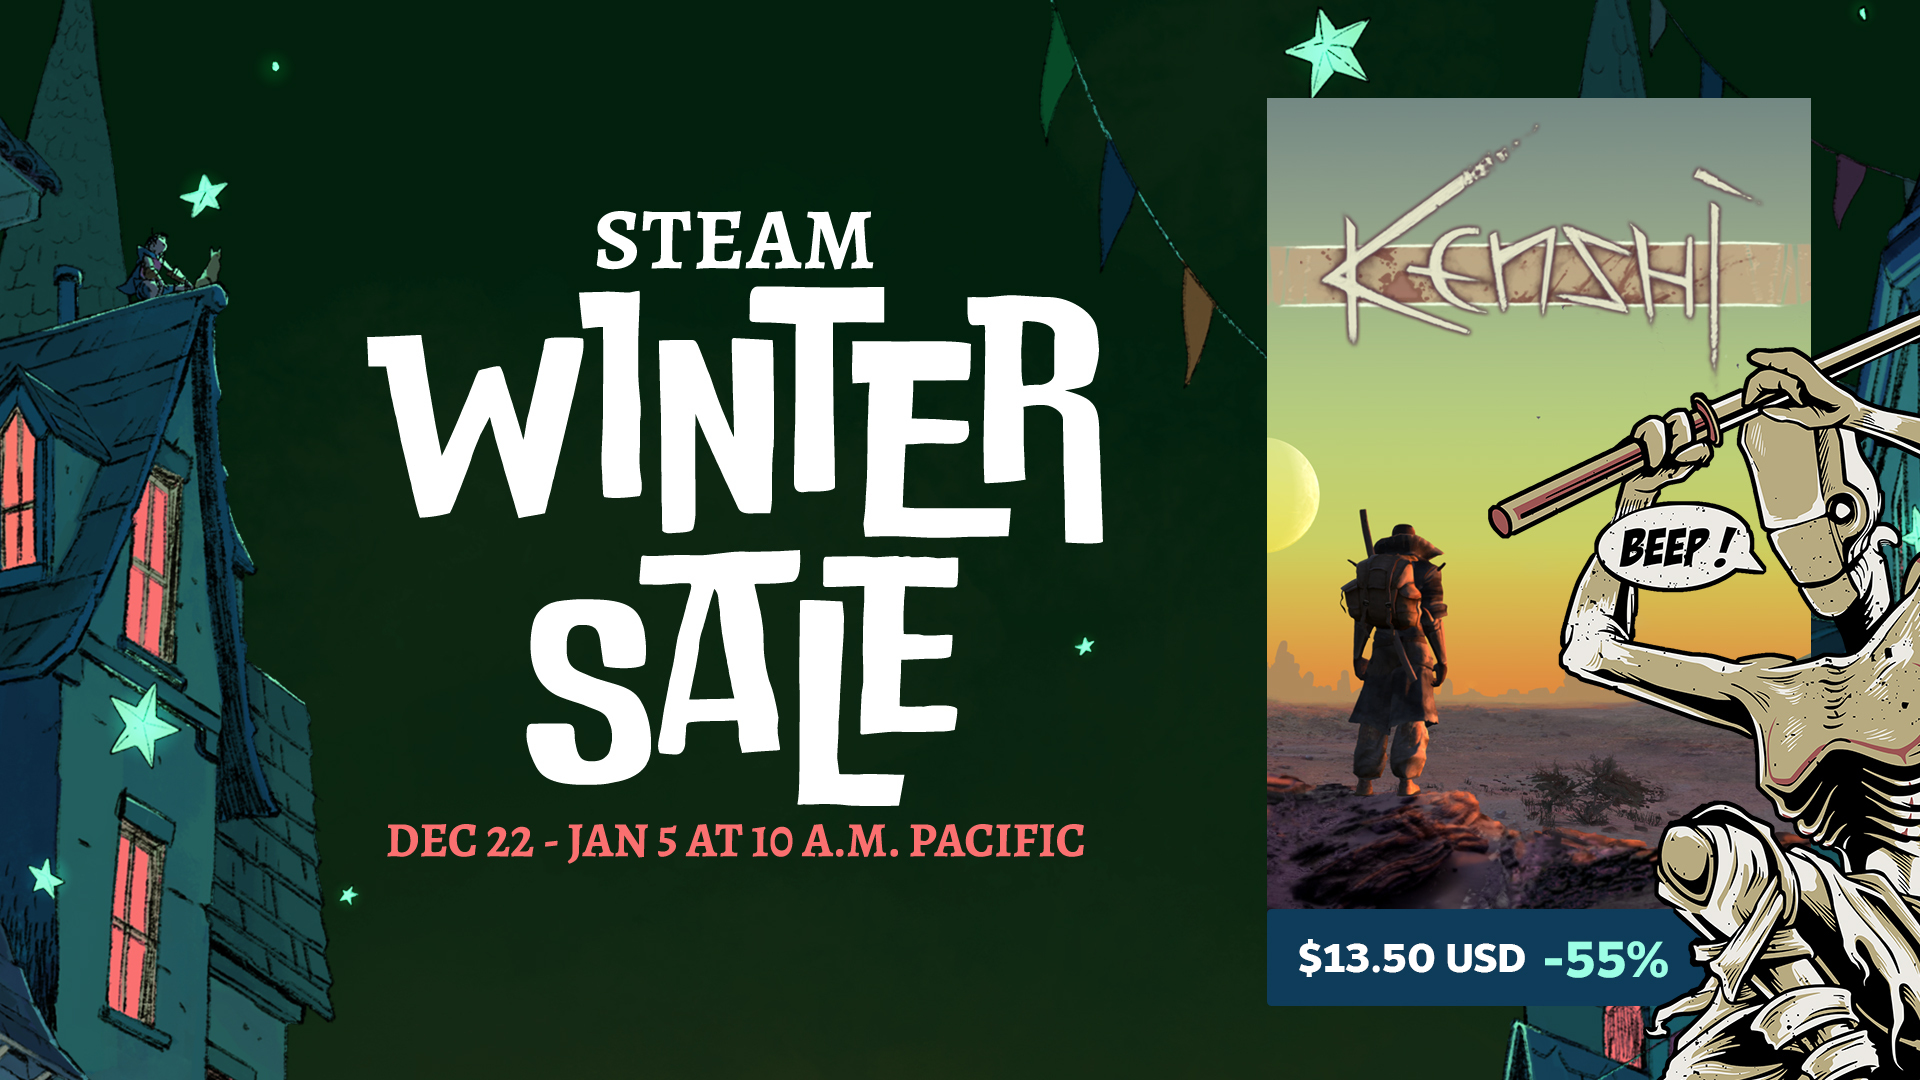 STEAM
WINTER
SALE
DEC 22 - JAN 5 AT 10 A.M. PACIFIC
KENSHI
BEEP!
$13.50 USD -55%